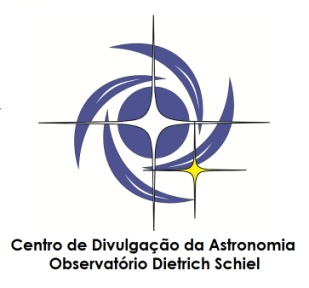 Centro de Divulgação da Astronomia
Observatório Dietrich Schiel